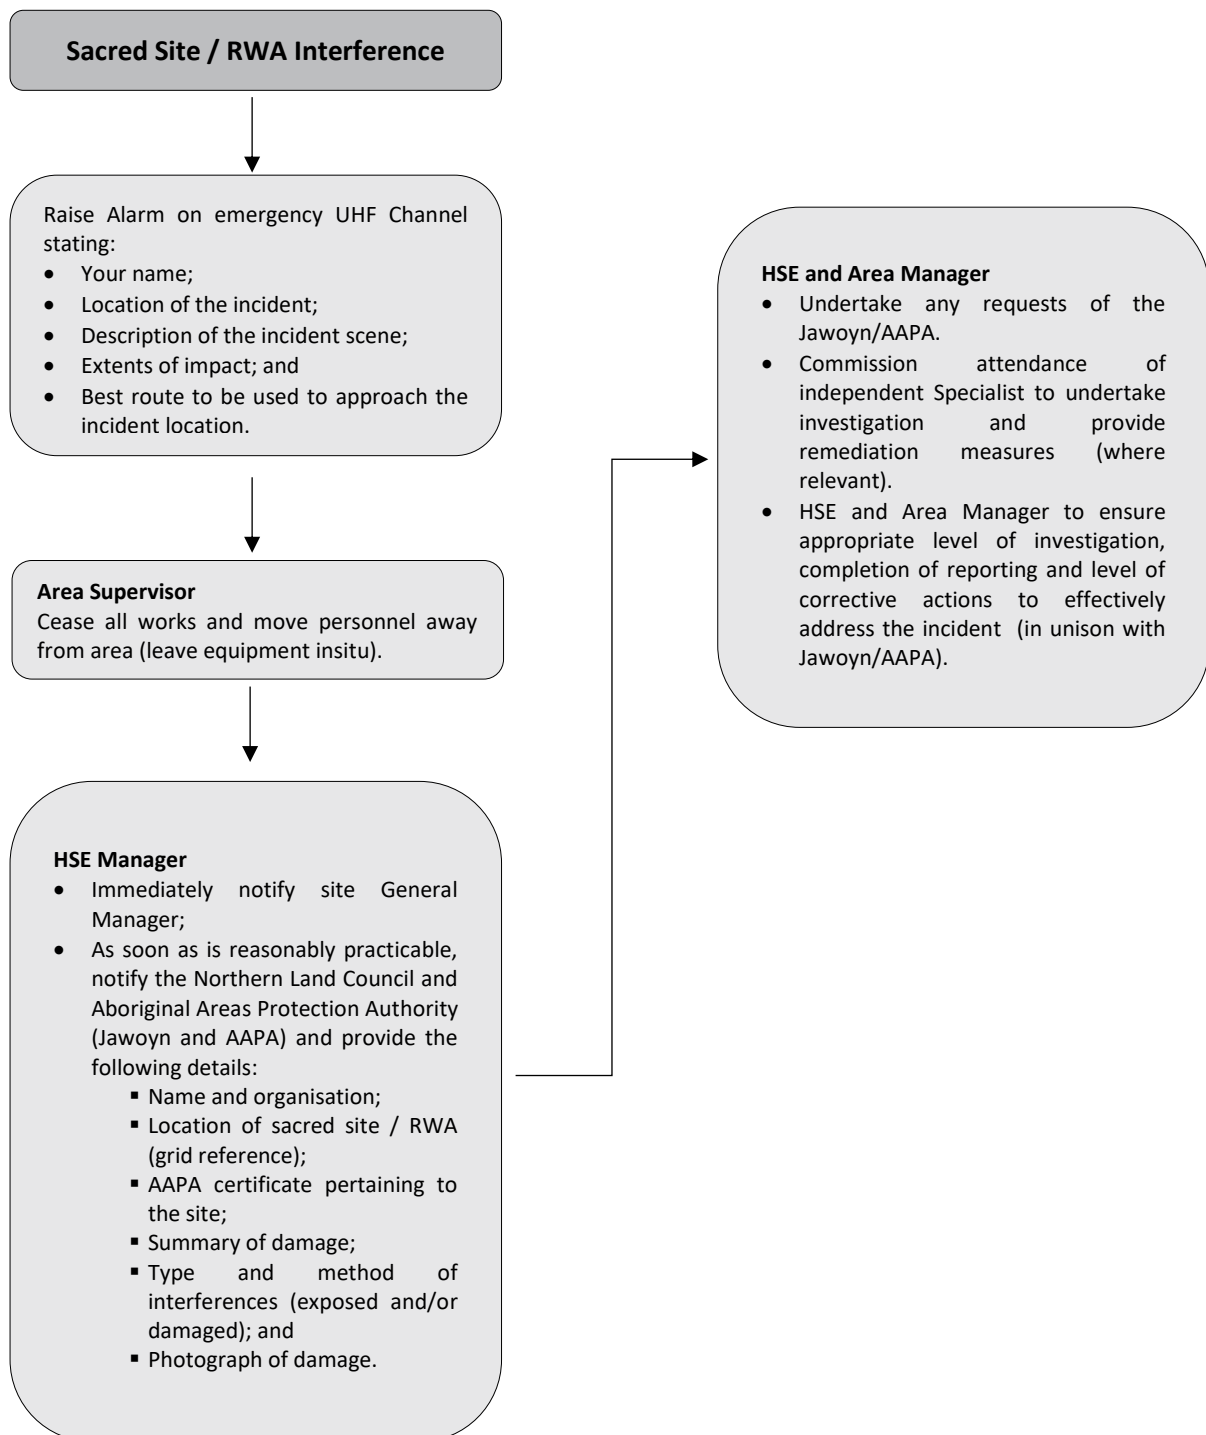 Sacred Site / RWA Interference
Raise Alarm on emergency UHF Channel
stating:
• Your name;
• Location of the incident;
• Description of the incident scene;
• Extents of impact; and
• Best route to be used to approach the
incident location.
Area Supervisor
Cease all works and move personnel away
from area (leave equipment insitu).
HSE Manager
• Immediately notify site General
Manager;
• As soon as is reasonably practicable,
notify the Northern Land Council and
Aboriginal Areas Protection Authority
(Jawoyn and AAPA) and provide the
following details:
▪ Name and organisation;
▪ Location of sacred site / RWA
(grid reference);
▪ AAPA certificate pertaining to
the site;
▪ Summary of damage;
▪ Type and method of
interferences (exposed and/or
damaged); and
▪ Photograph of damage.
HSE and Area Manager
• Undertake any requests of the
Jawoyn/AAPA.
• Commission attendance of
independent Specialist to undertake
investigation and provide
remediation measures (where
relevant).
• HSE and Area Manager to ensure
appropriate level of investigation,
completion of reporting and level of
corrective actions to effectively
address the incident (in unison with
Jawoyn/AAPA).